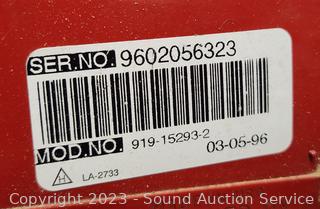 SER.NO. 9602056323
MOD.NO. 919-15293-2
03-05-96
H LA-2733
Copyright 2023 - Sound Auction Service